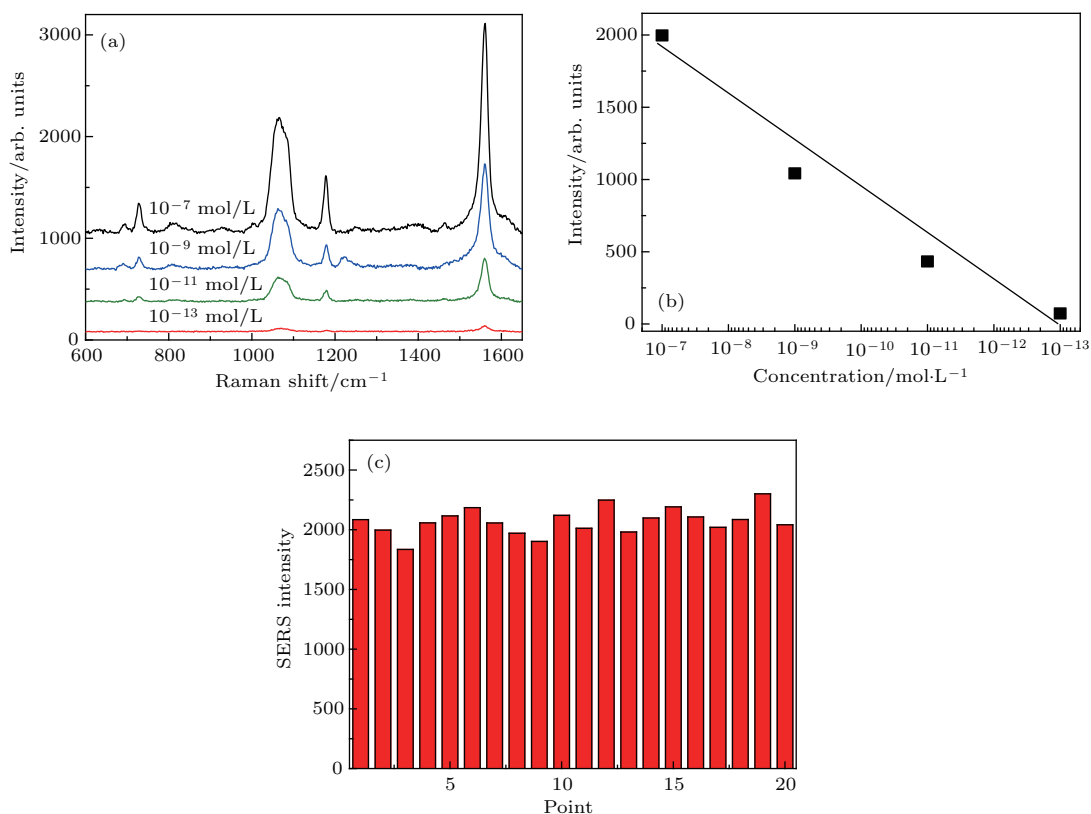 (a)
3000
2000
1000
0
Intensity/arb. units
10⁻⁷ mol/L
10⁻⁹ mol/L
10⁻¹¹ mol/L
10⁻¹³ mol/L
600 800 1000 1200 1400 1600
Raman shift/cm⁻¹
2000
1500
1000
500
0
Intensity/arb. units
(b)
10⁻⁷ 10⁻⁸ 10⁻⁹ 10⁻¹⁰ 10⁻¹¹ 10⁻¹² 10⁻¹³
Concentration/mol·L⁻¹
(c)
2500
2000
1500
1000
500
0
SERS intensity
5 10 15 20
Point